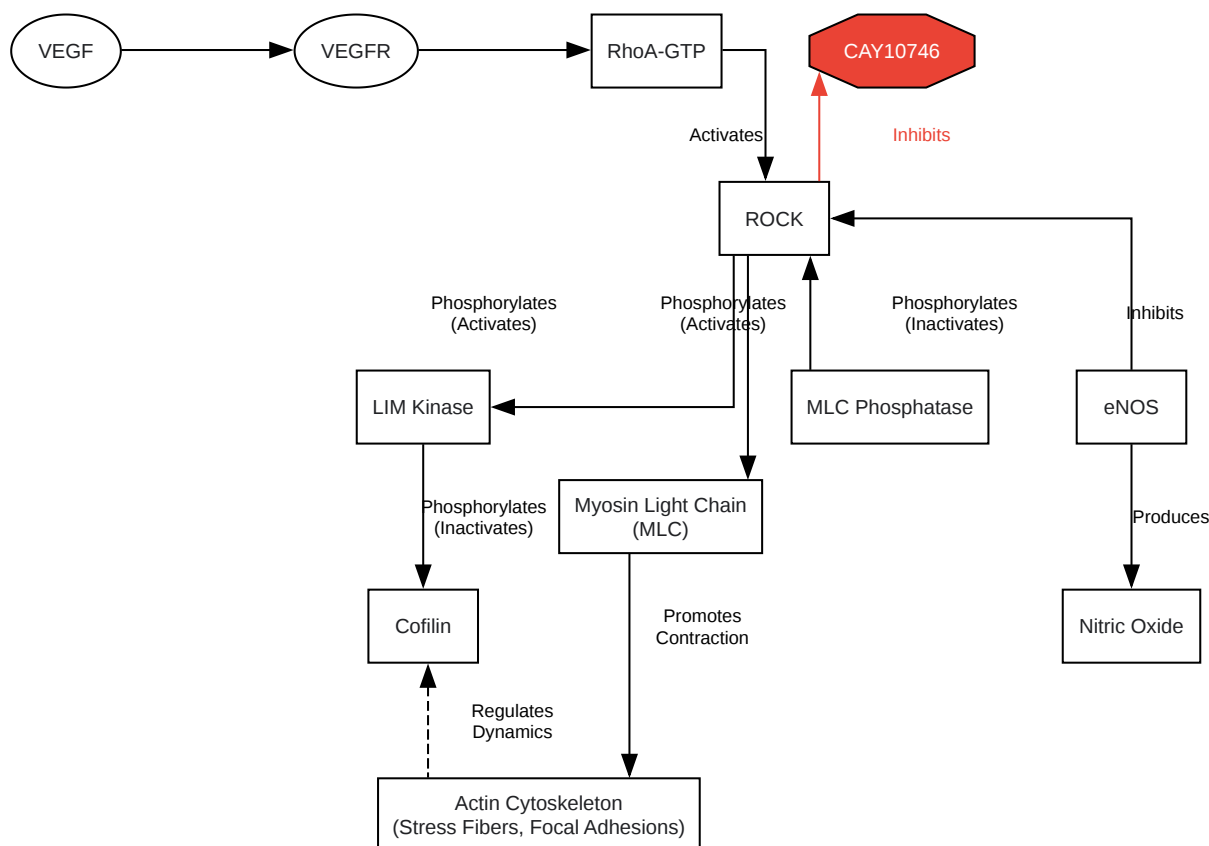 VEGF
VEGFR
RhoA-GTP
CAY10746
Activates
Inhibits
ROCK
Phosphorylates
(Activates)
Phosphorylates
(Activates)
Phosphorylates
(Inactivates)
Inhibits
LIM Kinase
MLC Phosphatase
eNOS
Phosphorylates
(Inactivates)
Myosin Light Chain
(MLC)
Produces
Cofilin
Promotes
Contraction
Nitric Oxide
Regulates
Dynamics
Actin Cytoskeleton
(Stress Fibers, Focal Adhesions)